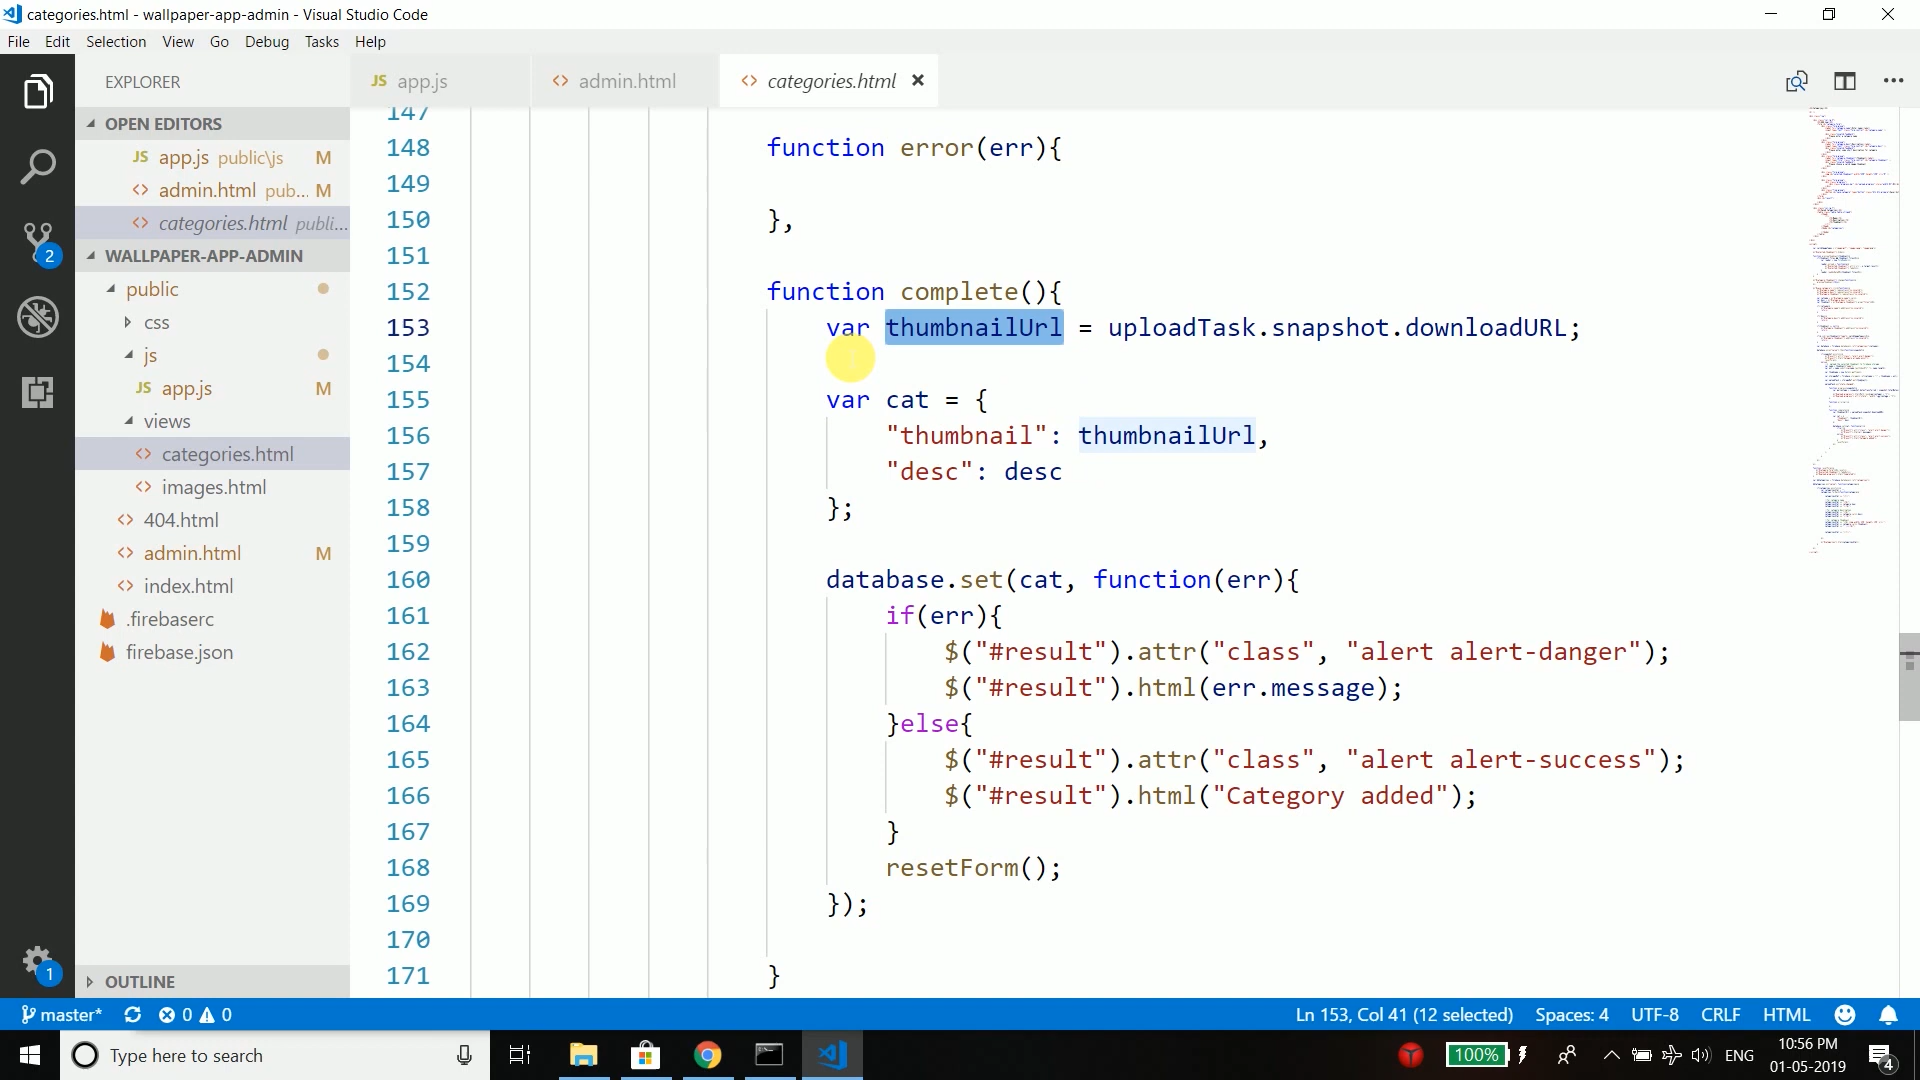 categories.html - wallpaper-app-admin - Visual Studio Code
File Edit Selection View Go Debug Tasks Help
EXPLORER
JS app.js
<> admin.html
<> categories.html
OPEN EDITORS
JS app.js public\js M
<> admin.html pub... M
<> categories.html publi...
2
WALLPAPER-APP-ADMIN
public
css
js
JS app.js M
views
<> categories.html
<> images.html
<> 404.html
<> admin.html M
<> index.html
.firebaserc
firebase.json
1
OUTLINE
147
148 function error(err){
149
150 },
151
152 function complete(){
153 var thumbnailUrl = uploadTask.snapshot.downloadURL;
154
155 var cat = {
156 "thumbnail": thumbnailUrl,
157 "desc": desc
158 };
159
160 database.set(cat, function(err){
161 if(err){
162 $("#result").attr("class", "alert alert-danger");
163 $("#result").html(err.message);
164 }else{
165 $("#result").attr("class", "alert alert-success");
166 $("#result").html("Category added");
167 }
168 resetForm();
169 });
170
171 }
master* 0 0 Ln 153, Col 41 (12 selected) Spaces: 4 UTF-8 CRLF HTML
Type here to search
100%
ENG
10:56 PM
01-05-2019
4